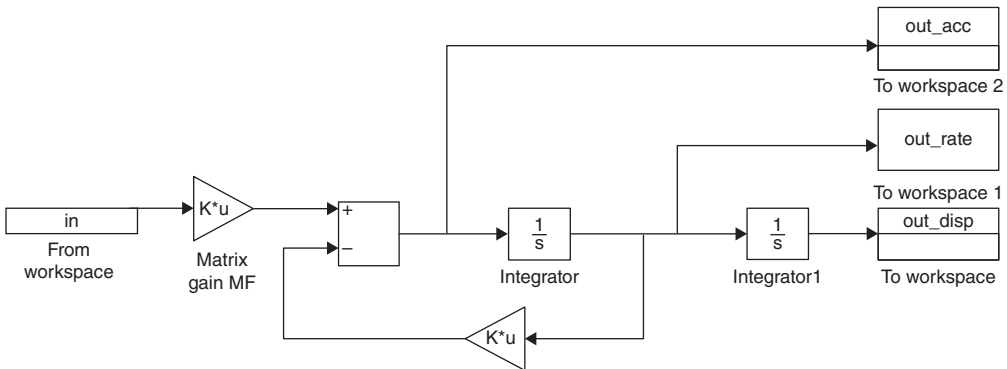 out_acc
To workspace 2
out_rate
To workspace 1
in
From
workspace
K*u
Matrix
gain MF
+
−
1
s
Integrator
1
s
Integrator1
out_disp
To workspace
K*u